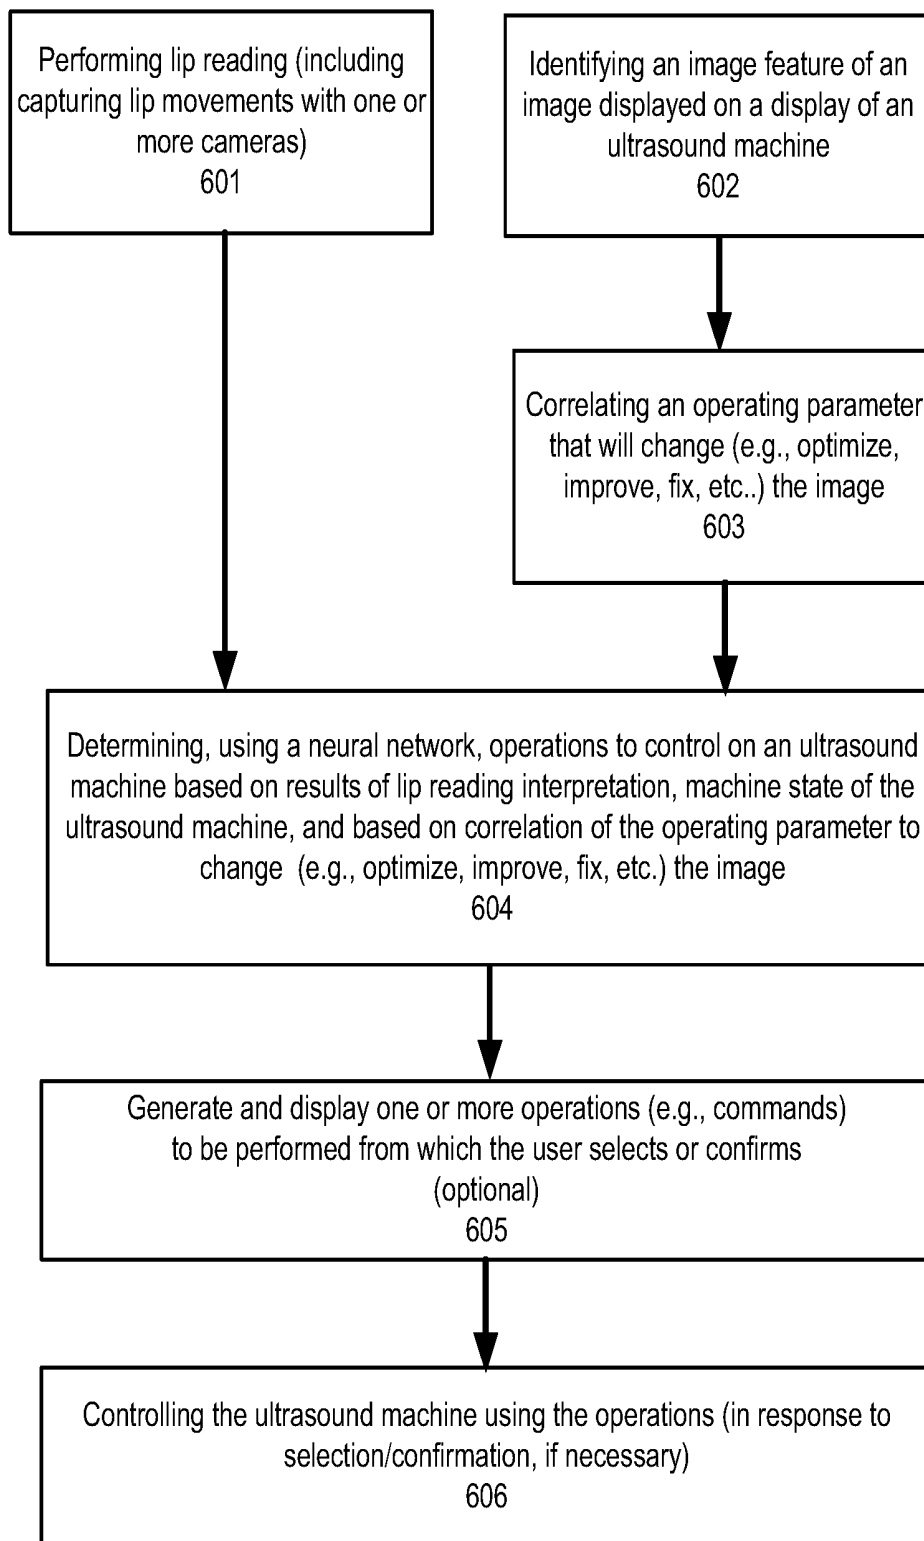 Performing lip reading (including
capturing lip movements with one or
more cameras)
601
Identifying an image feature of an
image displayed on a display of an
ultrasound machine
602
Correlating an operating parameter
that will change (e.g., optimize,
improve, fix, etc..) the image
603
Determining, using a neural network, operations to control on an ultrasound
machine based on results of lip reading interpretation, machine state of the
ultrasound machine, and based on correlation of the operating parameter to
change (e.g., optimize, improve, fix, etc.) the image
604
Generate and display one or more operations (e.g., commands)
to be performed from which the user selects or confirms
(optional)
605
Controlling the ultrasound machine using the operations (in response to
selection/confirmation, if necessary)
606